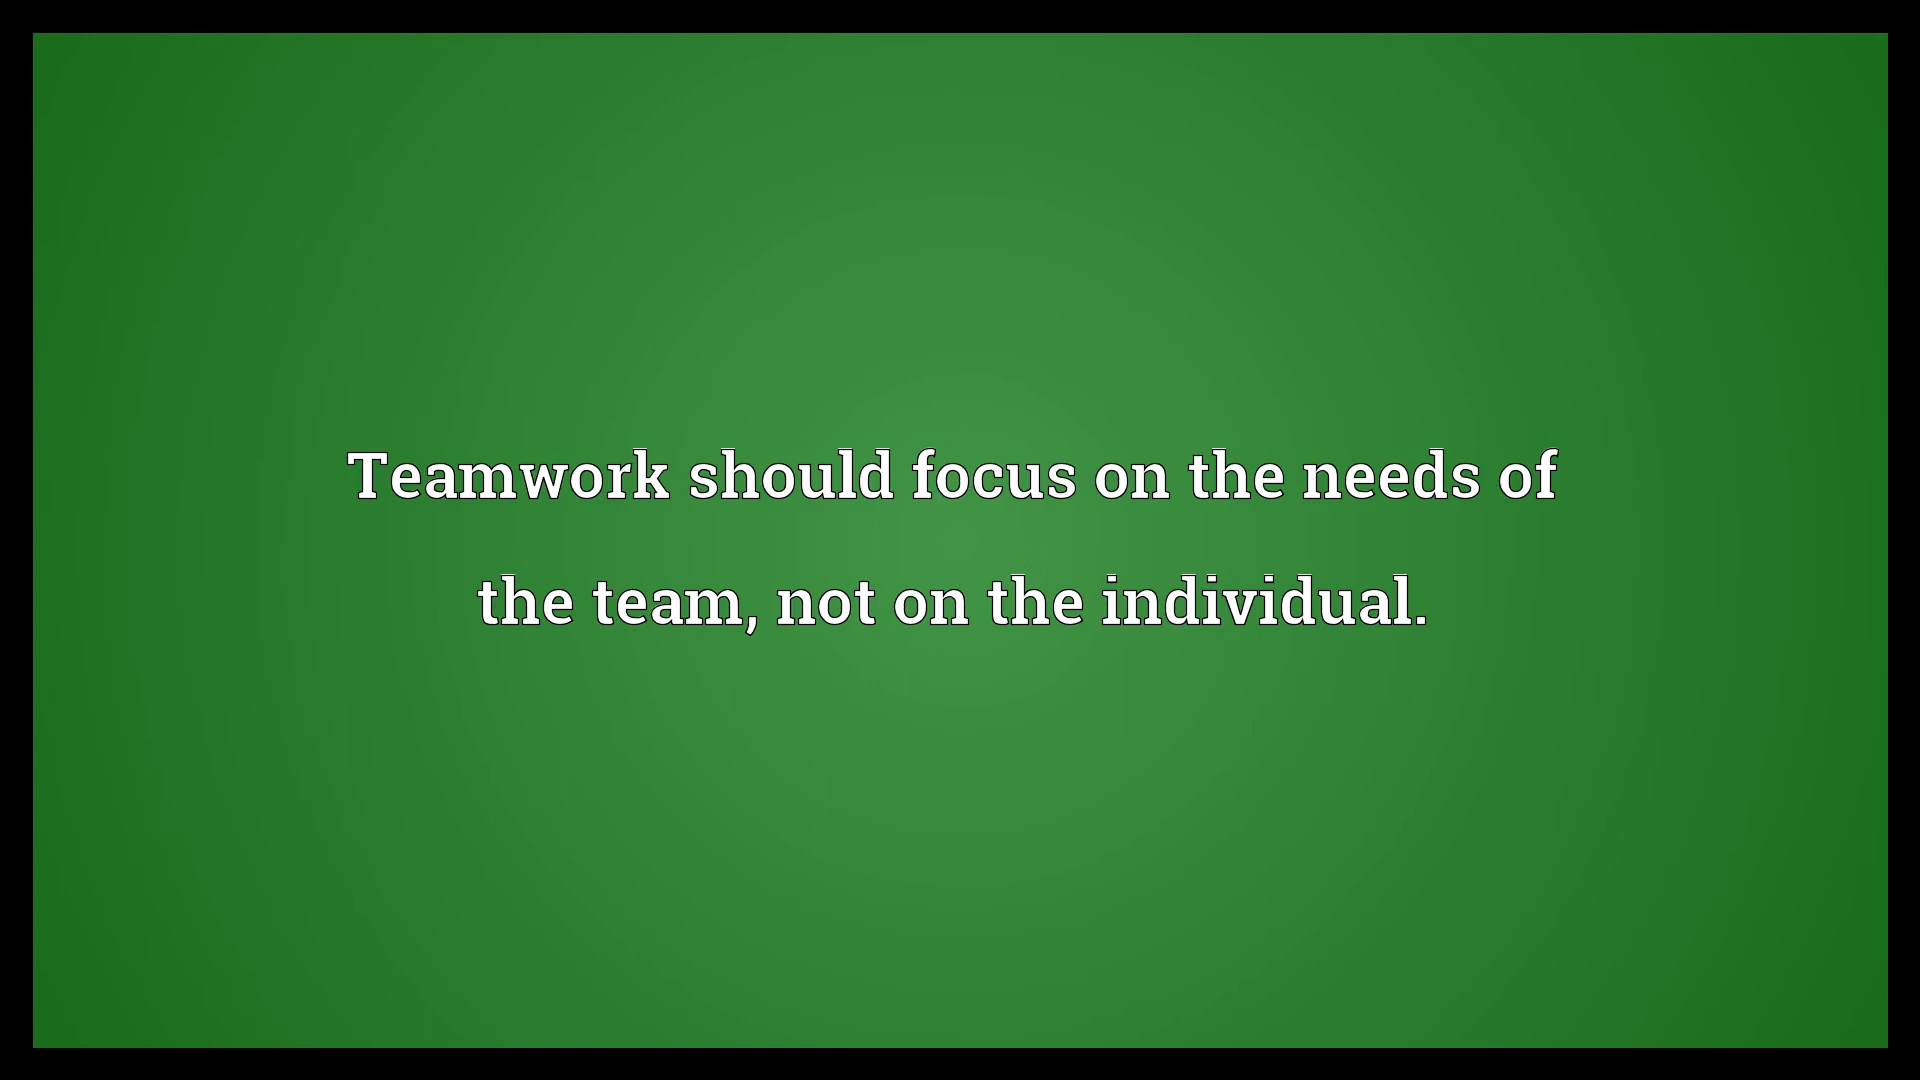 Teamwork should focus on the needs of
the team, not on the individual.